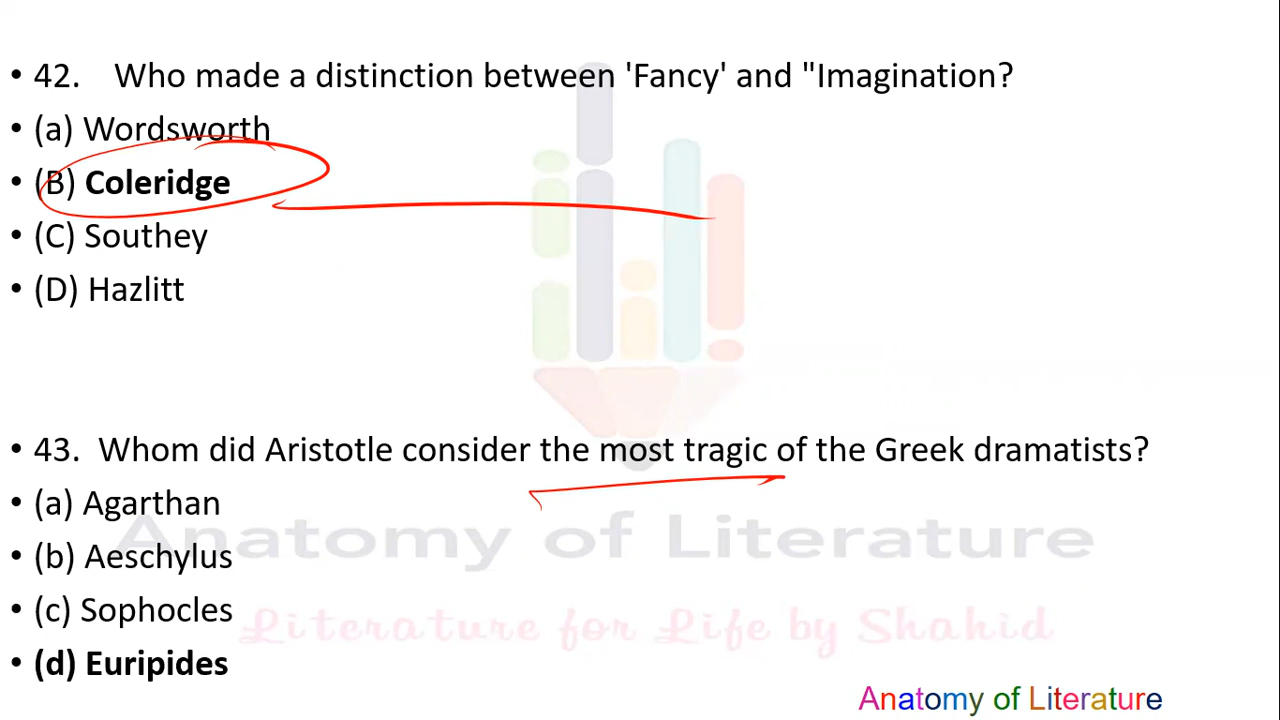 • 42. Who made a distinction between 'Fancy' and "Imagination?
• (a) Wordsworth
• (B) Coleridge
• (C) Southey
• (D) Hazlitt
• 43. Whom did Aristotle consider the most tragic of the Greek dramatists?
• (a) Agarthan
• (b) Aeschylus
• (c) Sophocles
• (d) Euripides
Anatomy of Literature
Literature for Life by Shahid
Anatomy of Literature